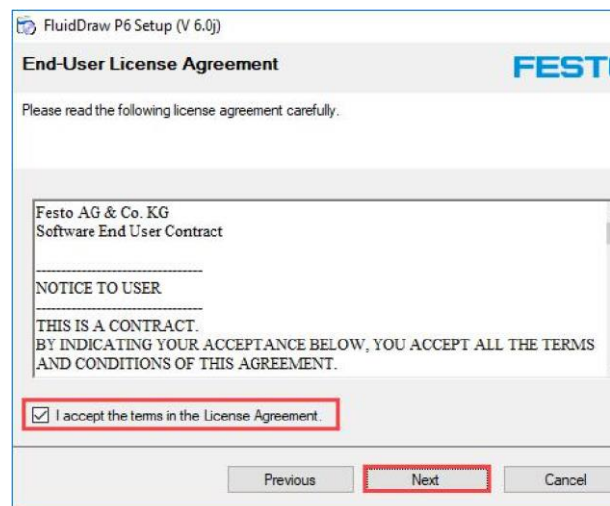 FluidDraw P6 Setup (V 6.0j)
End-User License Agreement
FESTO
Please read the following license agreement carefully.
Festo AG & Co. KG
Software End User Contract
---------------------------------
NOTICE TO USER
---------------------------------
THIS IS A CONTRACT.
BY INDICATING YOUR ACCEPTANCE BELOW, YOU ACCEPT ALL THE TERMS
AND CONDITIONS OF THIS AGREEMENT.
I accept the terms in the License Agreement.
Previous
Next
Cancel